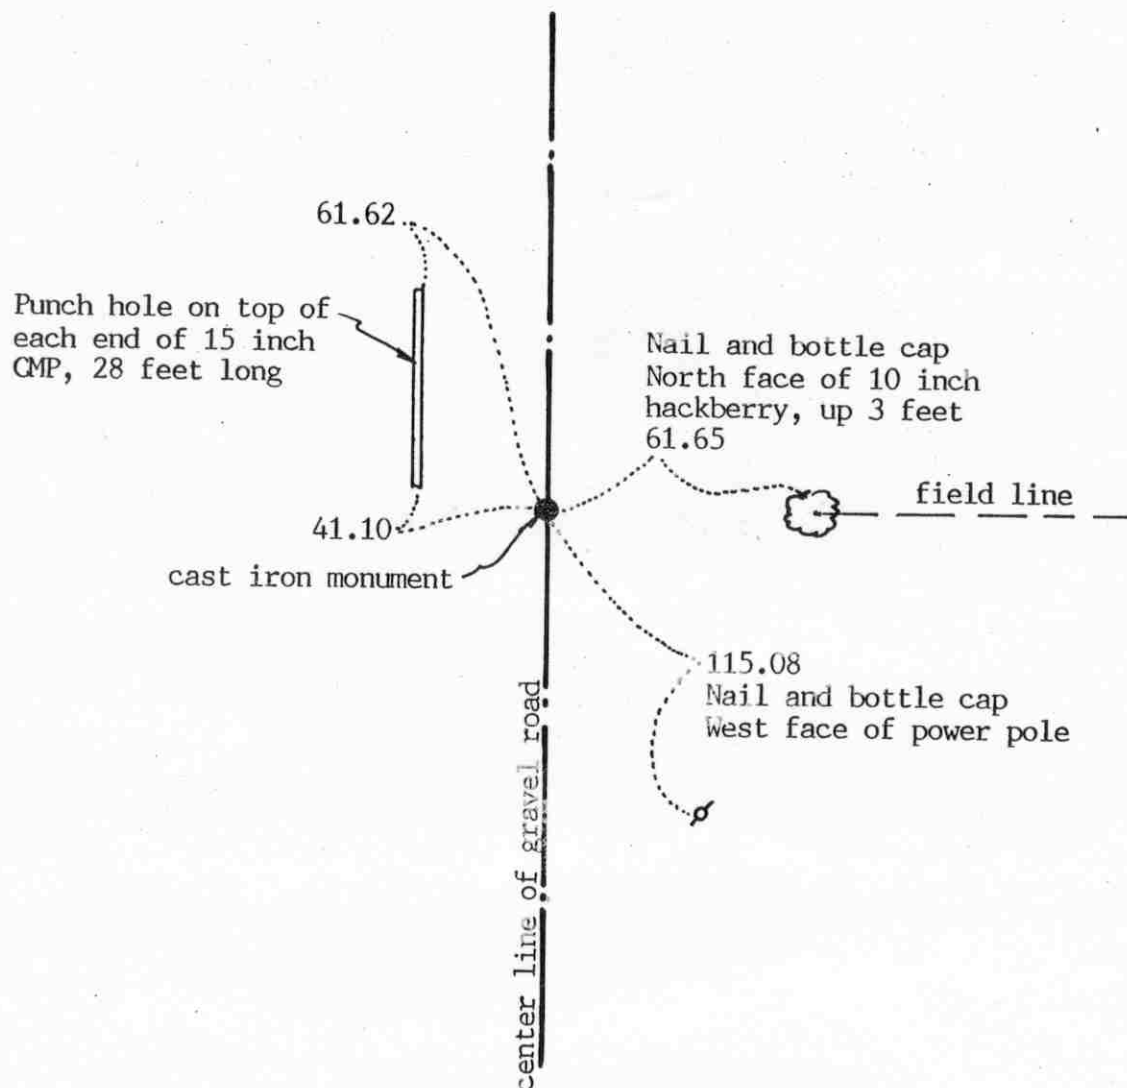 61.62
Punch hole on top of
each end of 15 inch
CMP, 28 feet long
Nail and bottle cap
North face of 10 inch
hackberry, up 3 feet
61.65
field line
41.10
cast iron monument
115.08
Nail and bottle cap
West face of power pole
center line of gravel road